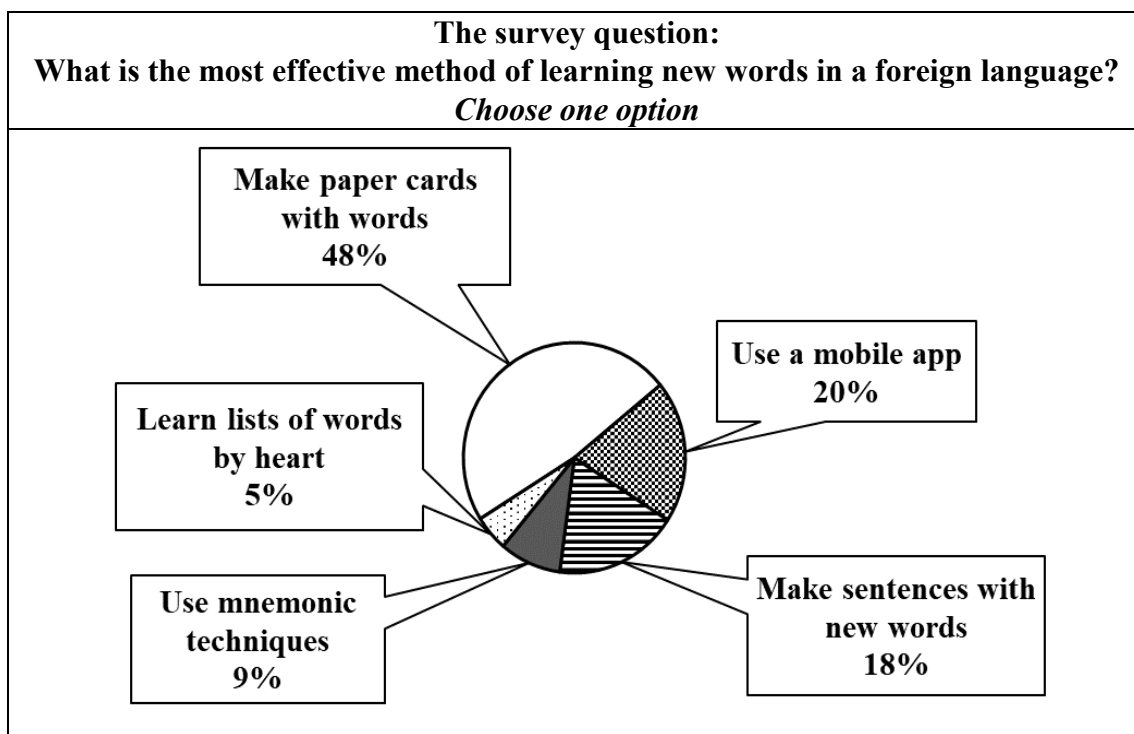 The survey question:
What is the most effective method of learning new words in a foreign language?
Choose one option
Make paper cards
with words
48%
Use a mobile app
20%
Learn lists of words
by heart
5%
Use mnemonic
techniques
9%
Make sentences with
new words
18%